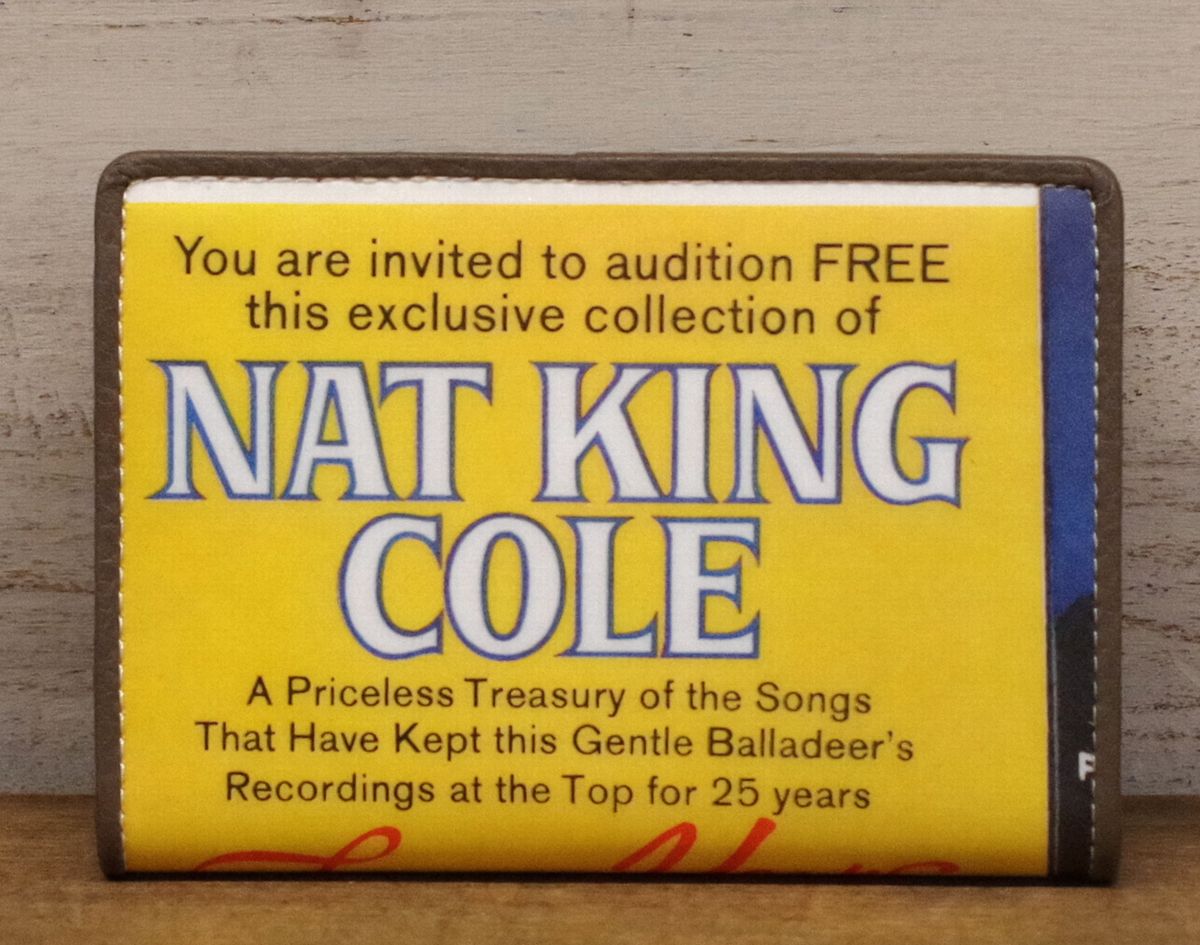 You are invited to audition FREE
this exclusive collection of
NAT KING
COLE
A Priceless Treasury of the Songs
That Have Kept this Gentle Balladeer's
Recordings at the Top for 25 years